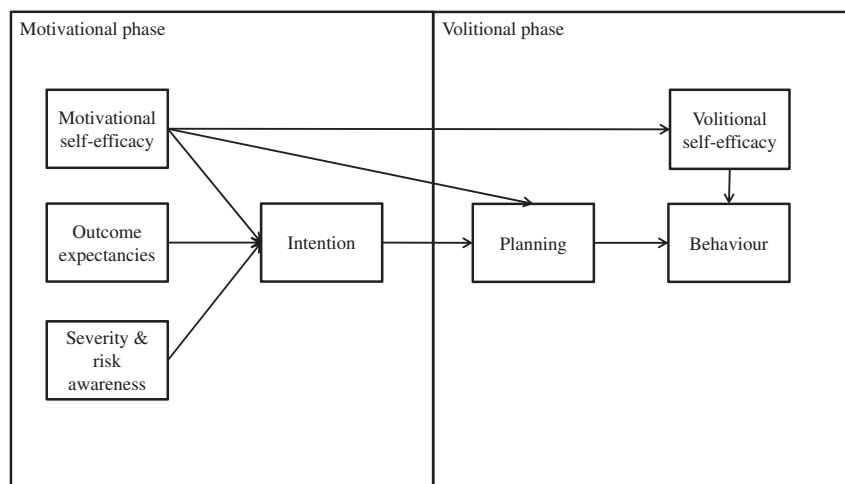 Motivational phase
Volitional phase
Motivational
self-efficacy
Volitional
self-efficacy
Outcome
expectancies
Intention
Planning
Behaviour
Severity &
risk
awareness